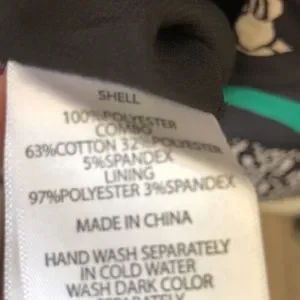 SHELL
100%POLYESTER
COMBO
63%COTTON 32%POLYESTER
5%SPANDEX
LINING
97%POLYESTER 3%SPANDEX
MADE IN CHINA
HAND WASH SEPARATELY
IN COLD WATER
WASH DARK COLOR
SEPARATELY